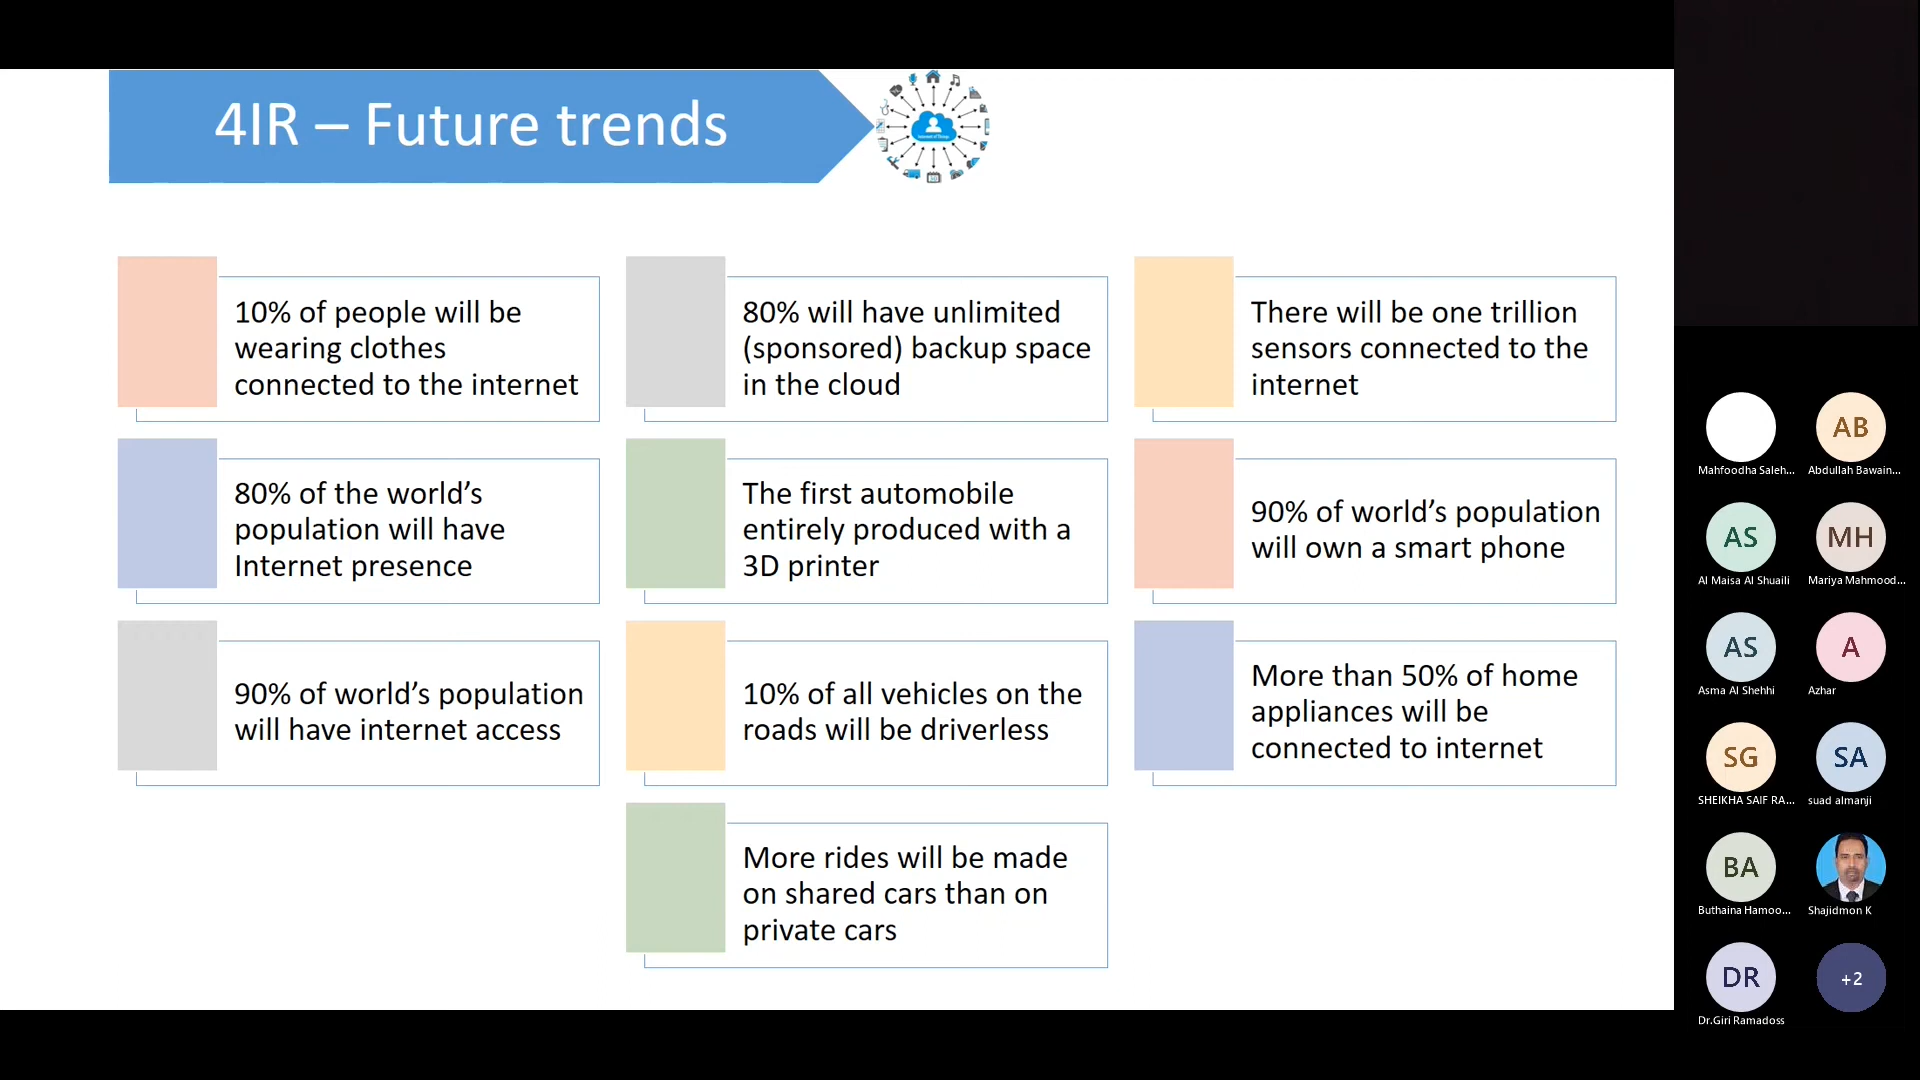 4IR – Future trends
10% of people will be
wearing clothes
connected to the internet
80% will have unlimited
(sponsored) backup space
in the cloud
There will be one trillion
sensors connected to the
internet
80% of the world’s
population will have
Internet presence
The first automobile
entirely produced with a
3D printer
90% of world’s population
will own a smart phone
90% of world’s population
will have internet access
10% of all vehicles on the
roads will be driverless
More than 50% of home
appliances will be
connected to internet
More rides will be made
on shared cars than on
private cars
Mahfoodha Saleh...
AB
Abdullah Bawain...
AS
Al Maisa Al Shuaili
MH
Mariya Mahmood...
AS
Asma Al Shehhi
A
Azhar
SG
SHEIKHA SAIF RA...
SA
suad almanji
BA
Buthaina Hamoo...
Shajidmon K
DR
Dr.Giri Ramadoss
+2